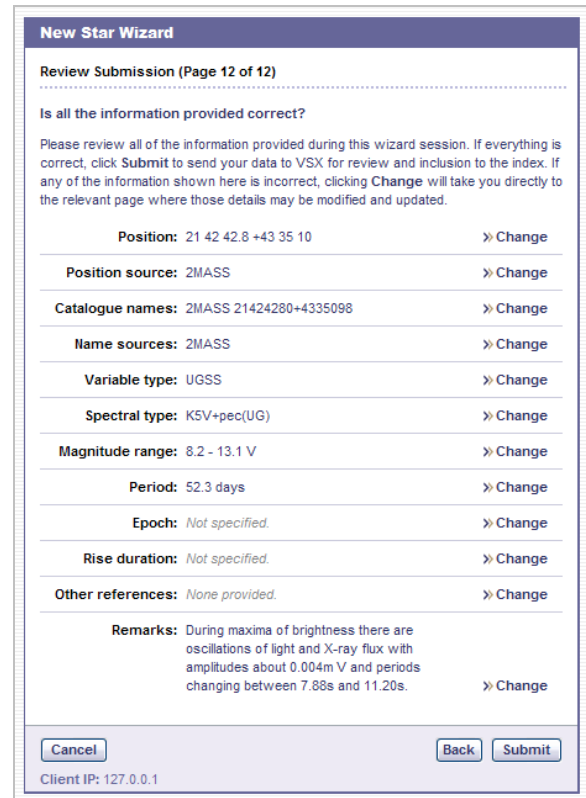 New Star Wizard
Review Submission (Page 12 of 12)
Is all the information provided correct?
Please review all of the information provided during this wizard session. If everything is
correct, click Submit to send your data to VSX for review and inclusion to the index. If
any of the information shown here is incorrect, clicking Change will take you directly to
the relevant page where those details may be modified and updated.
Position: 21 42 42.8 +43 35 10 » Change
Position source: 2MASS » Change
Catalogue names: 2MASS 21424280+4335098 » Change
Name sources: 2MASS » Change
Variable type: UGSS » Change
Spectral type: K5V+pec(UG) » Change
Magnitude range: 8.2 - 13.1 V » Change
Period: 52.3 days » Change
Epoch: Not specified. » Change
Rise duration: Not specified. » Change
Other references: None provided. » Change
Remarks: During maxima of brightness there are
oscillations of light and X-ray flux with
amplitudes about 0.004m V and periods
changing between 7.88s and 11.20s. » Change
Cancel Back Submit
Client IP: 127.0.0.1